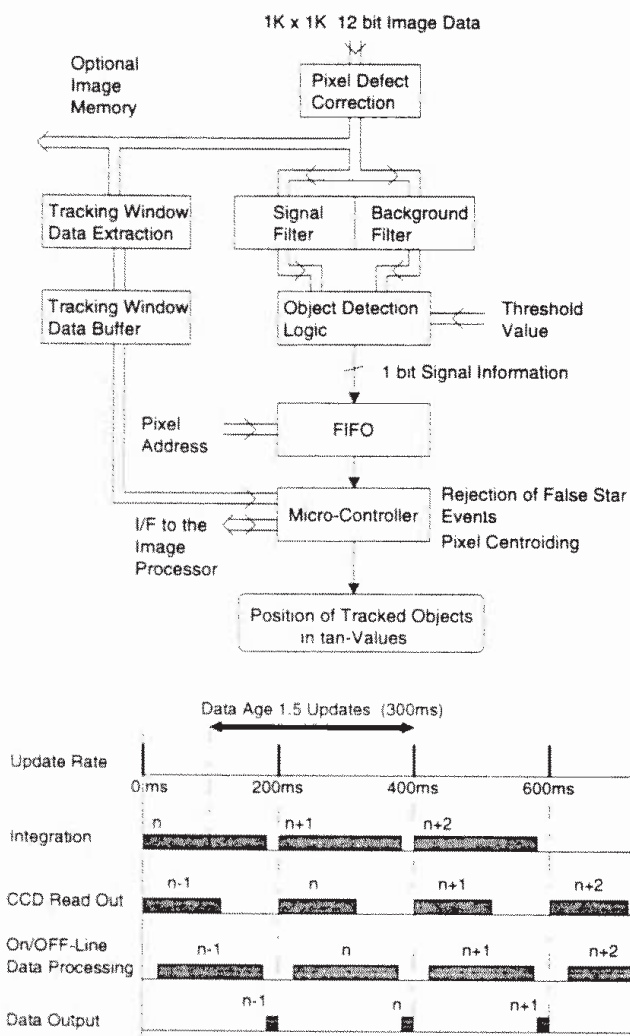 1K x 1K 12 bit Image Data
Optional
Image
Memory
Pixel Defect
Correction
Tracking Window
Data Extraction
Signal
Filter
Background
Filter
Tracking Window
Data Buffer
Object Detection
Logic
Threshold
Value
1 bit Signal Information
Pixel
Address
FIFO
I/F to the
Image
Processor
Micro-Controller
Rejection of False Star
Events
Pixel Centroiding
Position of Tracked Objects
in tan-Values
Data Age 1.5 Updates (300ms)
Update Rate
0ms 200ms 400ms 600ms
Integration n n+1 n+2
CCD Read Out n-1 n n+1 n+2
On/OFF-Line
Data Processing n-1 n n+1 n+2
Data Output n-1 n n+1